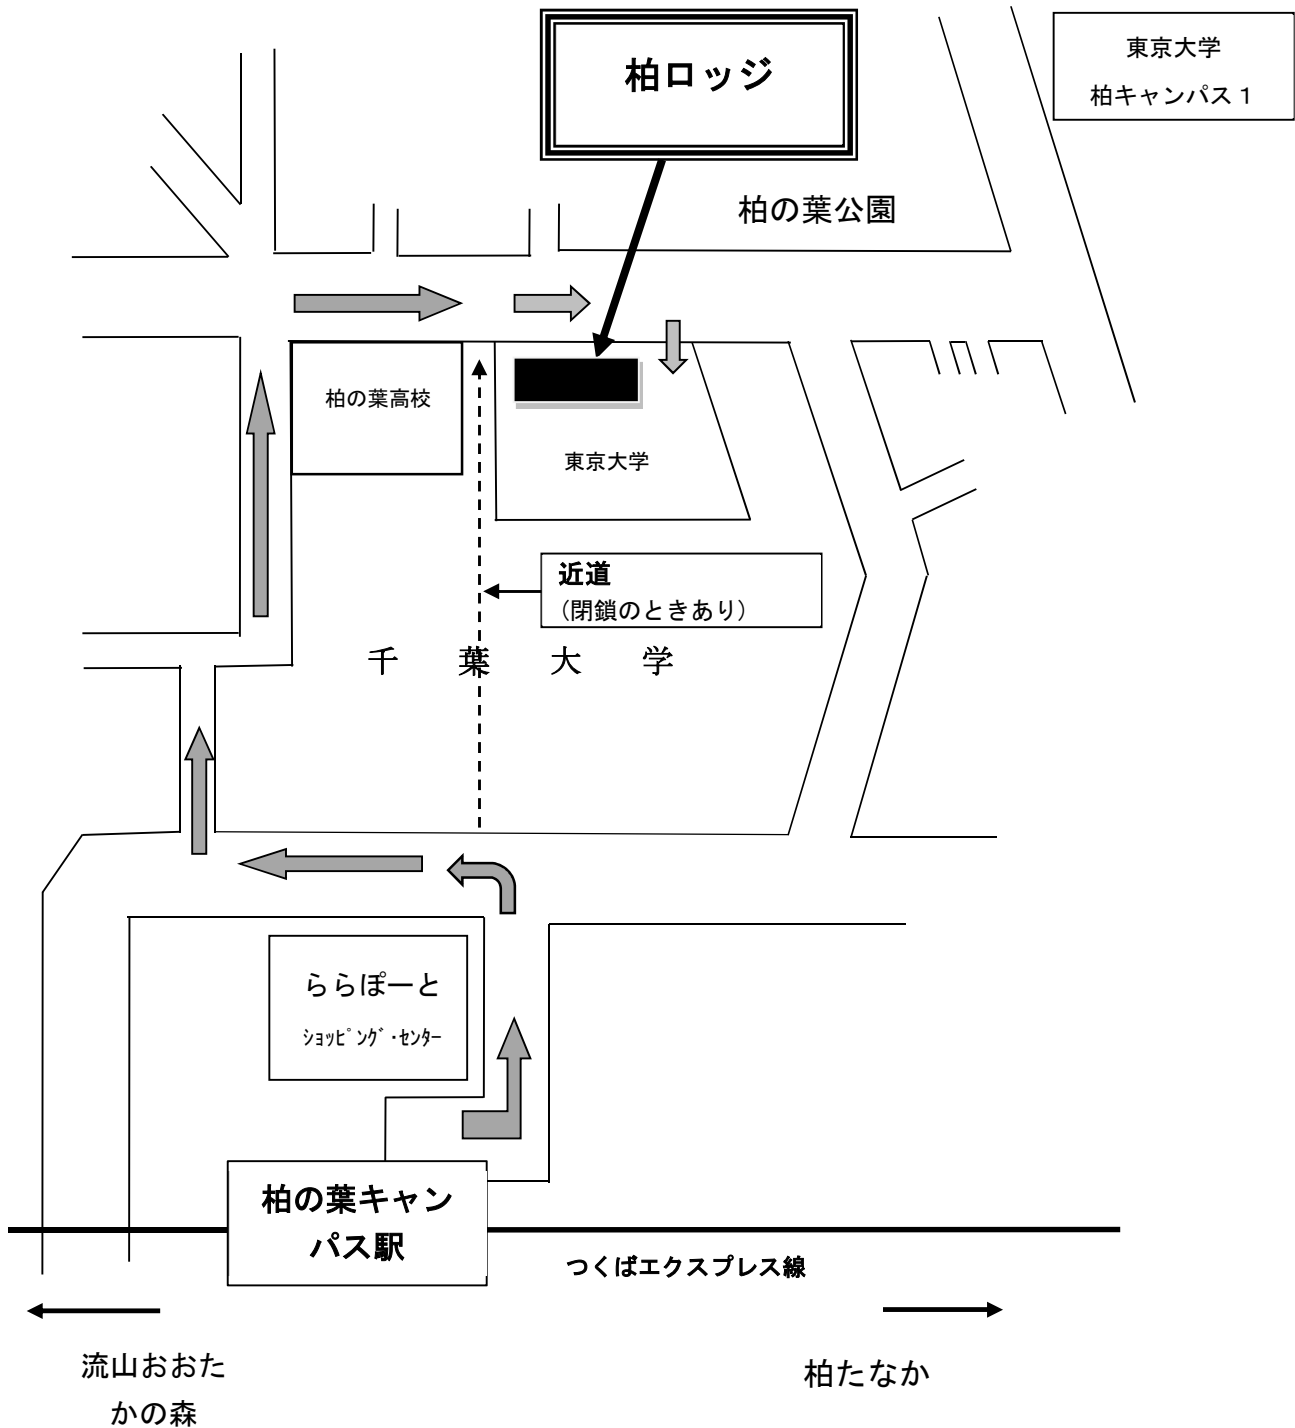 柏ロッジ
東京大学
柏キャンパス１
柏の葉公園
柏の葉高校
東京大学
近道
(閉鎖のときあり)
千葉大学
ららぽーと
ｼｮｯﾋﾟﾝｸﾞ・ｾﾝﾀｰ
柏の葉キャン
パス駅
つくばエクスプレス線
流山おおた
かの森
柏たなか